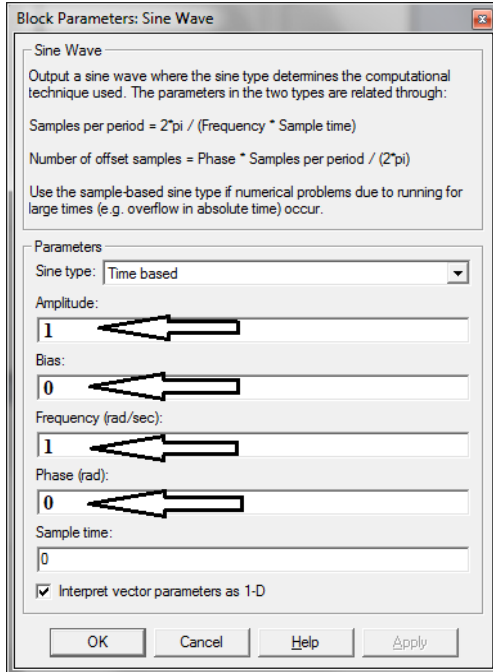 Block Parameters: Sine Wave
Sine Wave
Output a sine wave where the sine type determines the computational
technique used. The parameters in the two types are related through:
Samples per period = 2*pi / (Frequency * Sample time)
Number of offset samples = Phase * Samples per period / (2*pi)
Use the sample-based sine type if numerical problems due to running for
large times (e.g. overflow in absolute time) occur.
Parameters
Sine type: Time based
Amplitude:
1
Bias:
0
Frequency (rad/sec):
1
Phase (rad):
0
Sample time:
0
Interpret vector parameters as 1-D
OK Cancel Help Apply